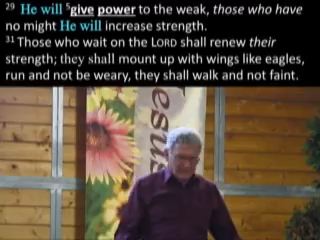 29 He will 5give power to the weak, those who have
no might He will increase strength.
31 Those who wait on the LORD shall renew their
strength; they shall mount up with wings like eagles,
run and not be weary, they shall walk and not faint.
Jesus